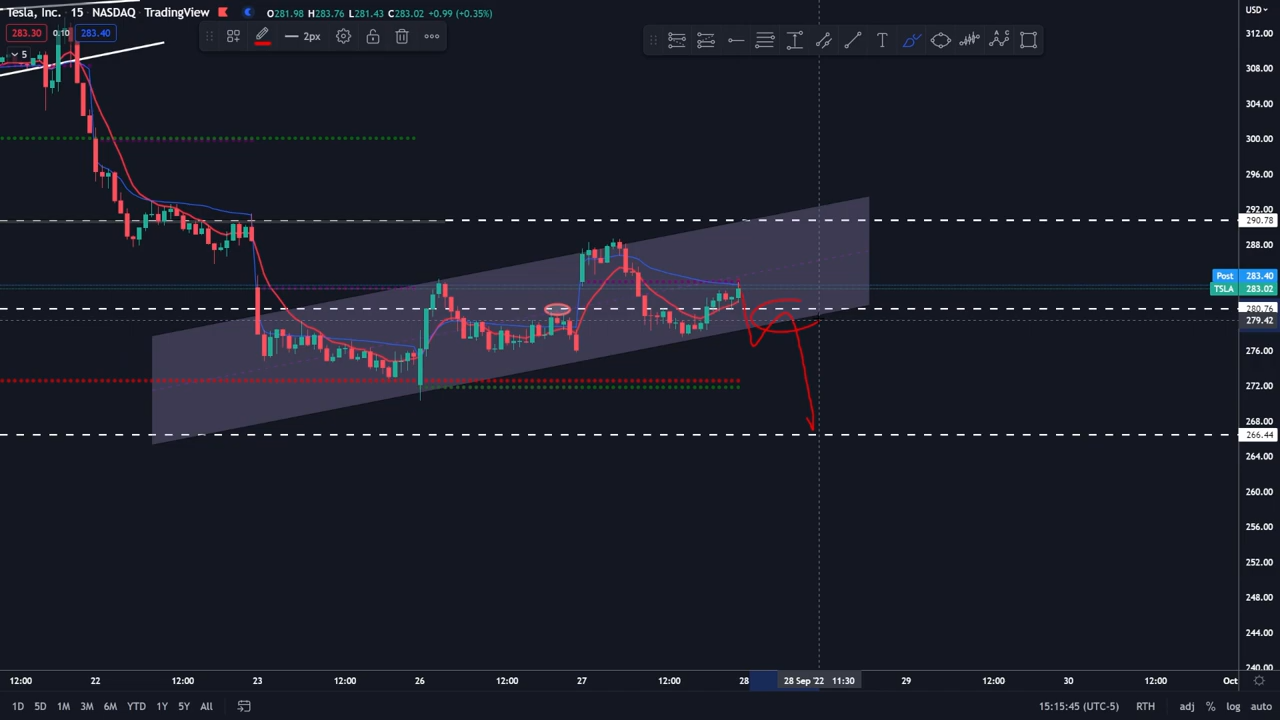 Tesla, Inc. · 15 · NASDAQ TradingView O281.98 H283.76 L281.43 C283.02 +0.99 (+0.35%)
283.30 0.10 283.40
5
2px
T
USD
312.00
308.00
304.00
300.00
296.00
292.00
290.78
288.00
Post 283.40
TSLA 283.02
279.42
276.00
272.00
268.00
266.44
264.00
260.00
256.00
252.00
248.00
244.00
240.00
12:00 22 12:00 23 12:00 26 12:00 27 12:00 28 28 Sep '22 11:30 29 12:00 30 12:00 Oct
1D 5D 1M 3M 6M YTD 1Y 5Y All 15:15:45 (UTC-5) RTH adj % log auto